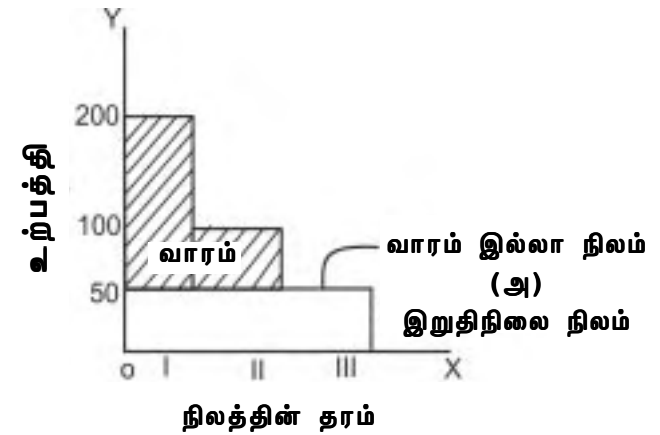 Y
200
100
50
உற்பத்தி
வாரம்
வாரம் இல்லா நிலம்
(அ)
இறுதிநிலை நிலம்
o I II III X
நிலத்தின் தரம்